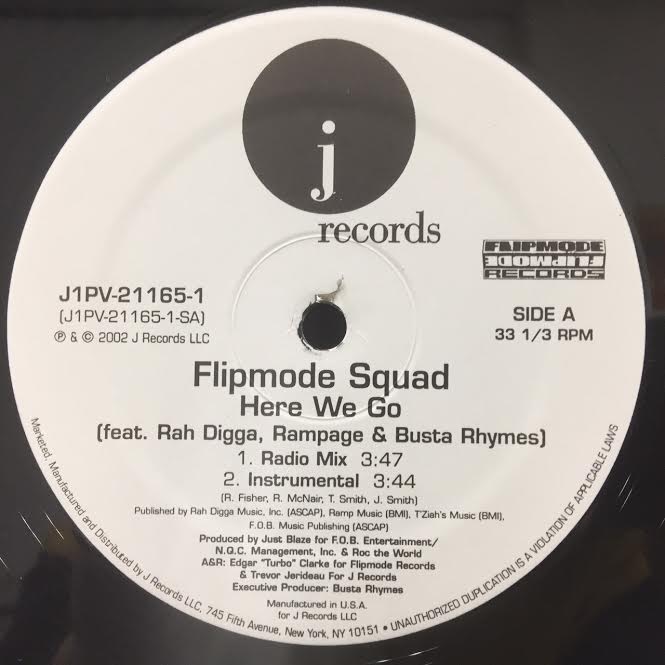 j
records
FLIPMODE
FLIPMODE
RECORDS
J1PV-21165-1
(J1PV-21165-1-SA)
℗ & © 2002 J Records LLC
SIDE A
33 1/3 RPM
Flipmode Squad
Here We Go
(feat. Rah Digga, Rampage & Busta Rhymes)
1. Radio Mix 3:47
2. Instrumental 3:44
(R. Fisher, R. McNair, T. Smith, J. Smith)
Published by Rah Digga Music, Inc. (ASCAP), Ramp Music (BMI), T'Ziah's Music (BMI),
F.O.B. Music Publishing (ASCAP)
Produced by Just Blaze for F.O.B. Entertainment/
N.Q.C. Management, Inc. & Roc the World
A&R: Edgar "Turbo" Clarke for Flipmode Records
& Trevor Jerideau For J Records
Executive Producer: Busta Rhymes
Manufactured in U.S.A.
for J Records LLC
Marketed, Manufactured and Distributed by J Records LLC, 745 Fifth Avenue, New York, NY 10151 • UNAUTHORIZED DUPLICATION IS A VIOLATION OF APPLICABLE LAWS